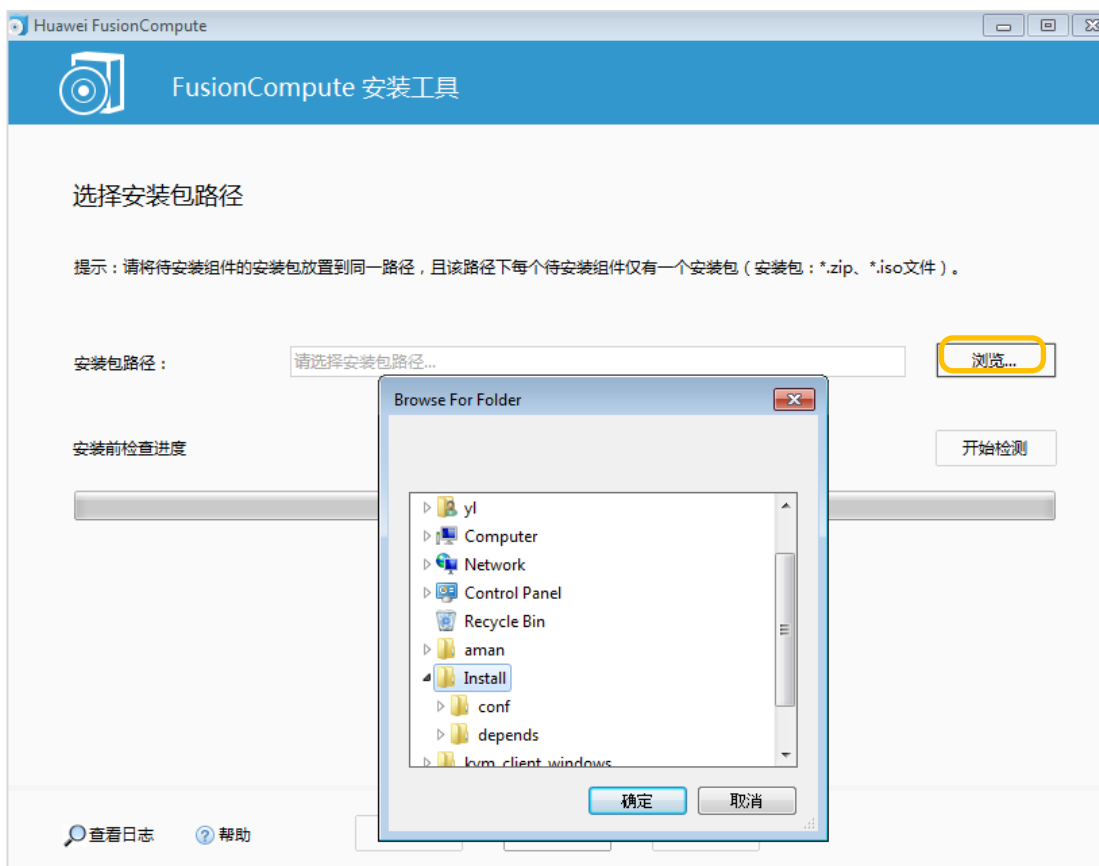 Huawei FusionCompute
FusionCompute 安装工具
选择安装包路径
提示：请将待安装组件的安装包放置到同一路径，且该路径下每个待安装组件仅有一个安装包（安装包：*.zip、*.iso文件）。
安装包路径：
请选择安装包路径...
浏览...
Browse For Folder
安装前检查进度
开始检测
yl
Computer
Network
Control Panel
Recycle Bin
aman
Install
conf
depends
kvm_client_windows
确定
取消
查看日志
帮助